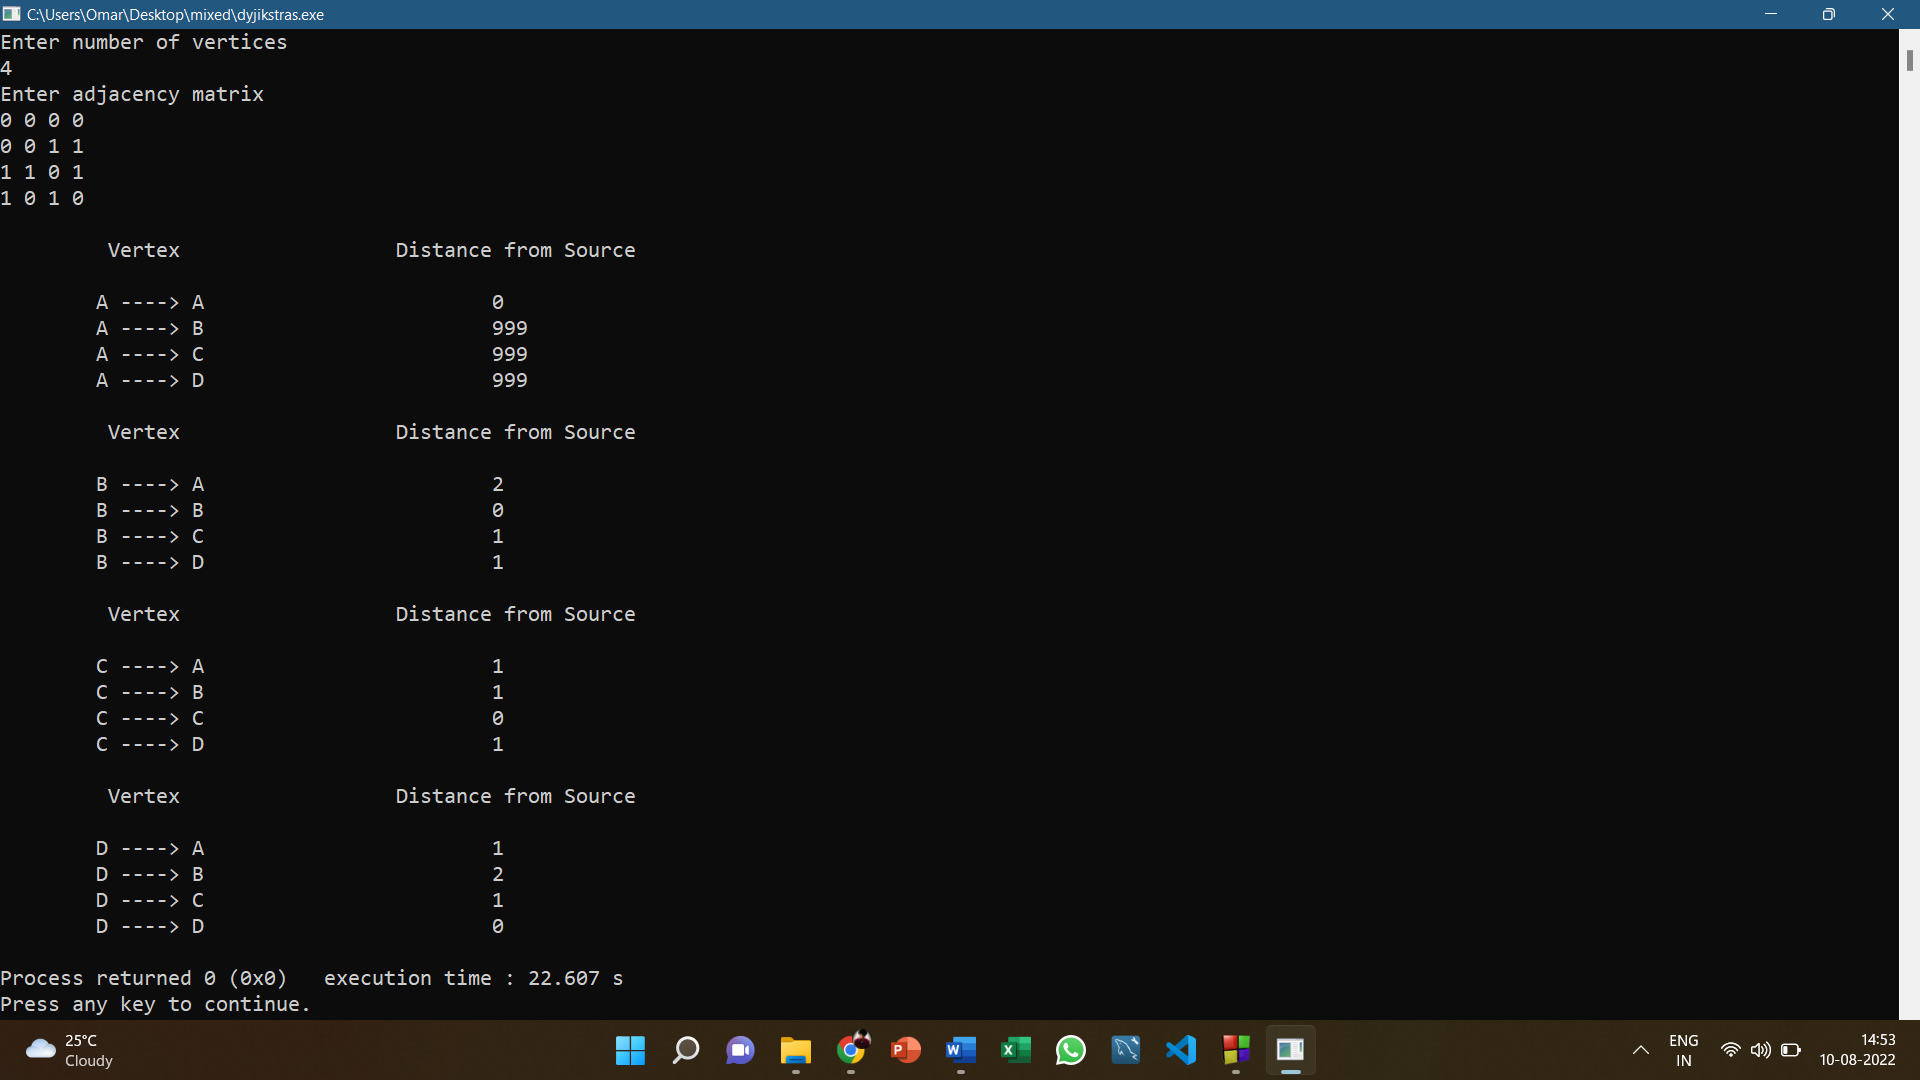 C:\Users\Omar\Desktop\mixed\dyjikstras.exe
Enter number of vertices
4
Enter adjacency matrix
0 0 0 0
0 0 1 1
1 1 0 1
1 0 1 0
Vertex Distance from Source
A ----> A 0
A ----> B 999
A ----> C 999
A ----> D 999
Vertex Distance from Source
B ----> A 2
B ----> B 0
B ----> C 1
B ----> D 1
Vertex Distance from Source
C ----> A 1
C ----> B 1
C ----> C 0
C ----> D 1
Vertex Distance from Source
D ----> A 1
D ----> B 2
D ----> C 1
D ----> D 0
Process returned 0 (0x0) execution time : 22.607 s
Press any key to continue.
25°C
Cloudy
P
W
X
ENG
IN
14:53
10-08-2022